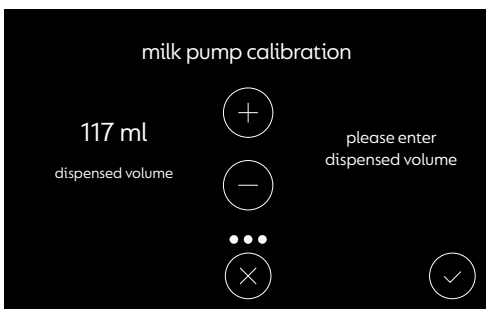 milk pump calibration
117 ml
dispensed volume
please enter
dispensed volume